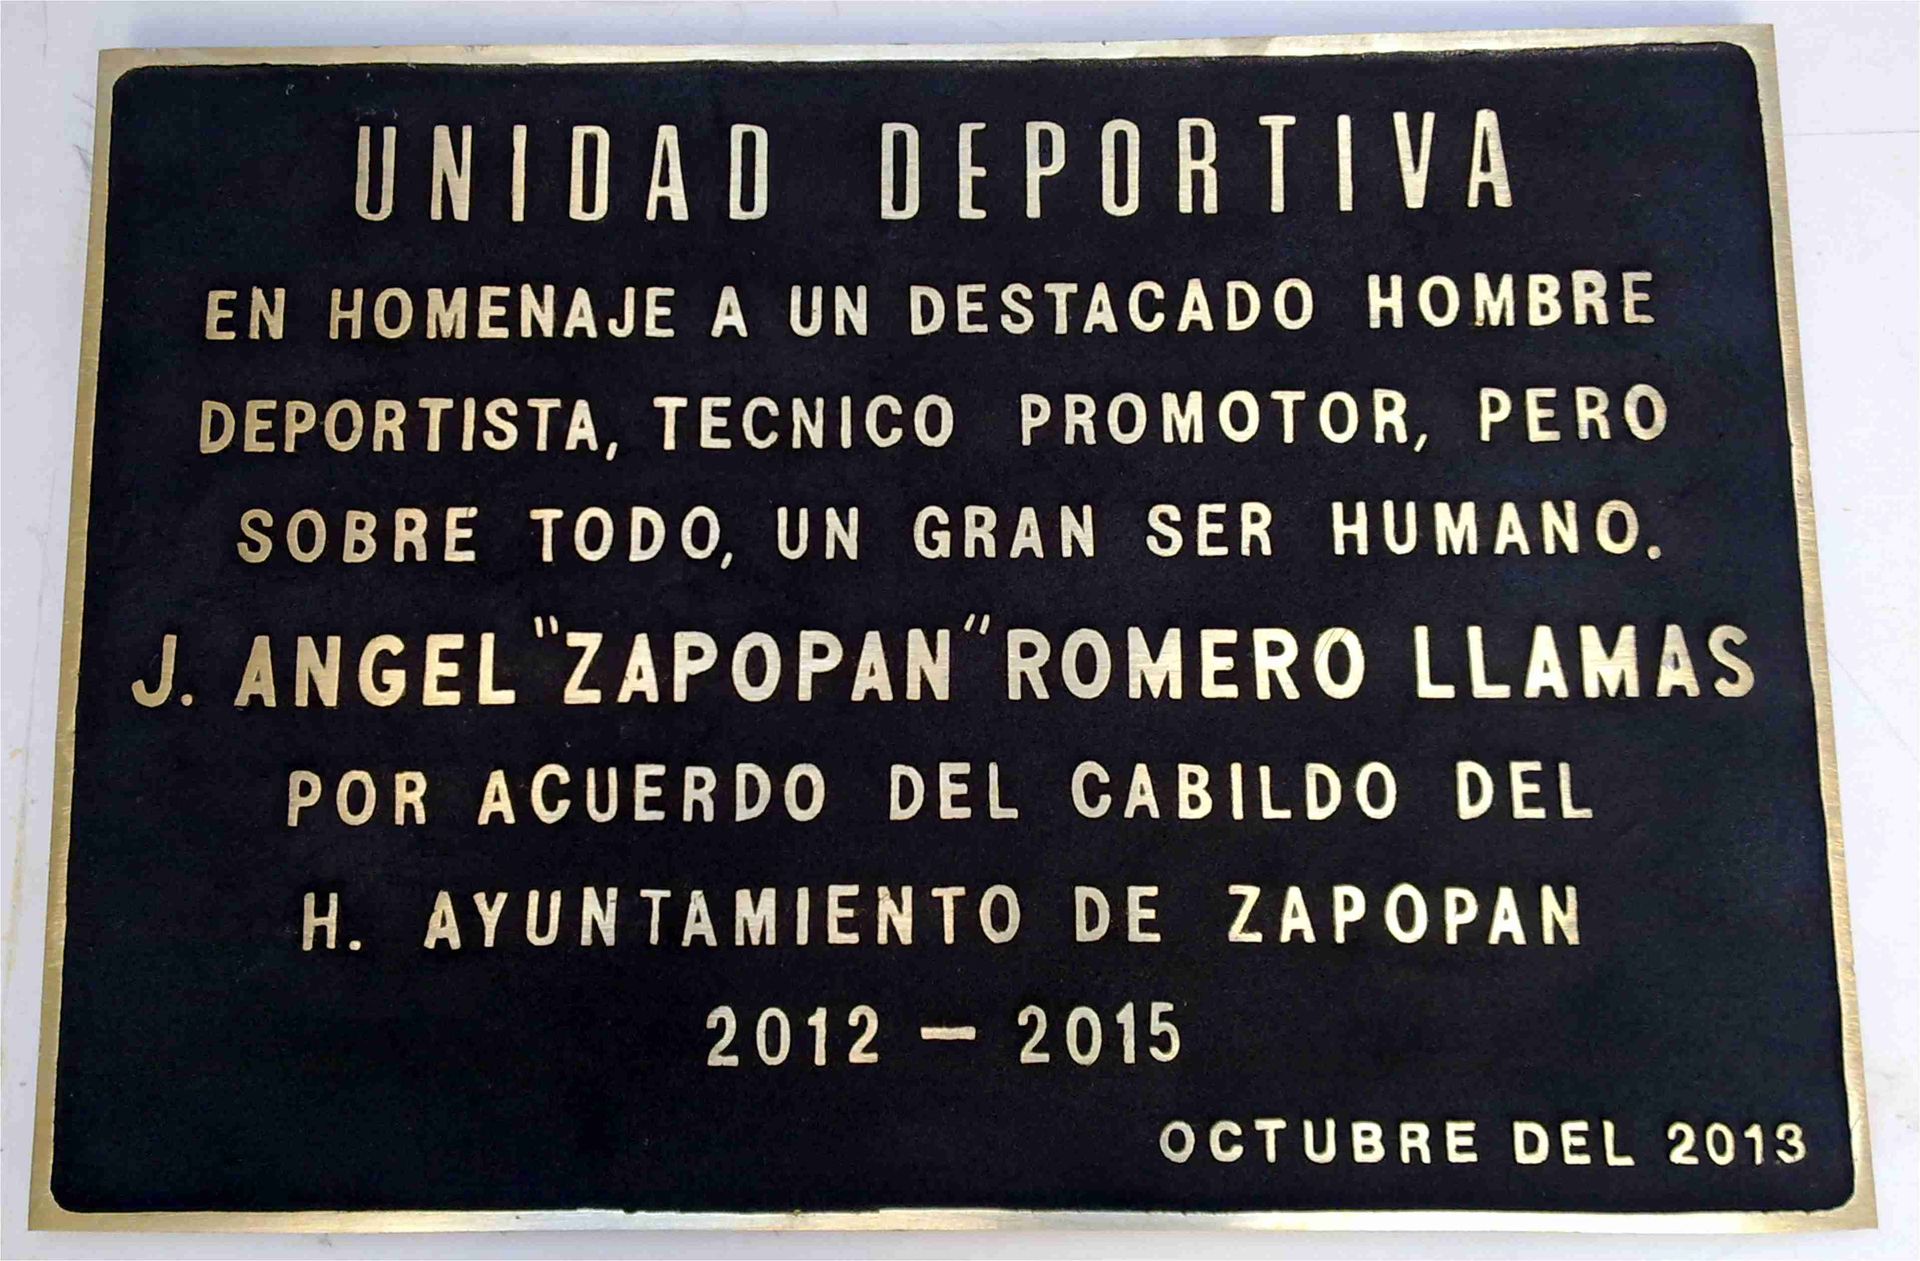 UNIDAD DEPORTIVA
EN HOMENAJE A UN DESTACADO HOMBRE
DEPORTISTA, TECNICO PROMOTOR, PERO
SOBRE TODO, UN GRAN SER HUMANO.
J. ANGEL "ZAPOPAN" ROMERO LLAMAS
POR ACUERDO DEL CABILDO DEL
H. AYUNTAMIENTO DE ZAPOPAN
2012 — 2015
OCTUBRE DEL 2013